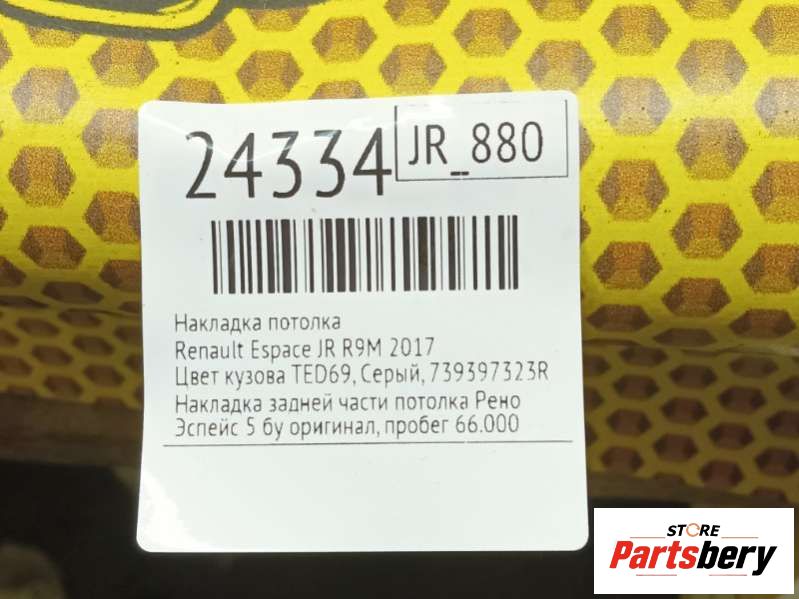 24334
JR_880
Накладка потолка
Renault Espace JR R9M 2017
Цвет кузова TED69, Серый, 739397323R
Накладка задней части потолка Рено
Эспейс 5 бу оригинал, пробег 66.000
STORE
Partsbery